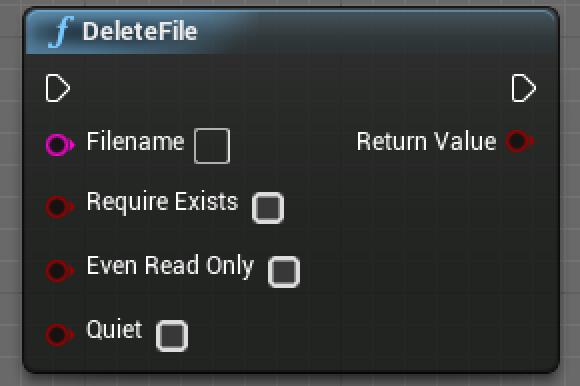 f DeleteFile
Filename
Return Value
Require Exists
Even Read Only
Quiet